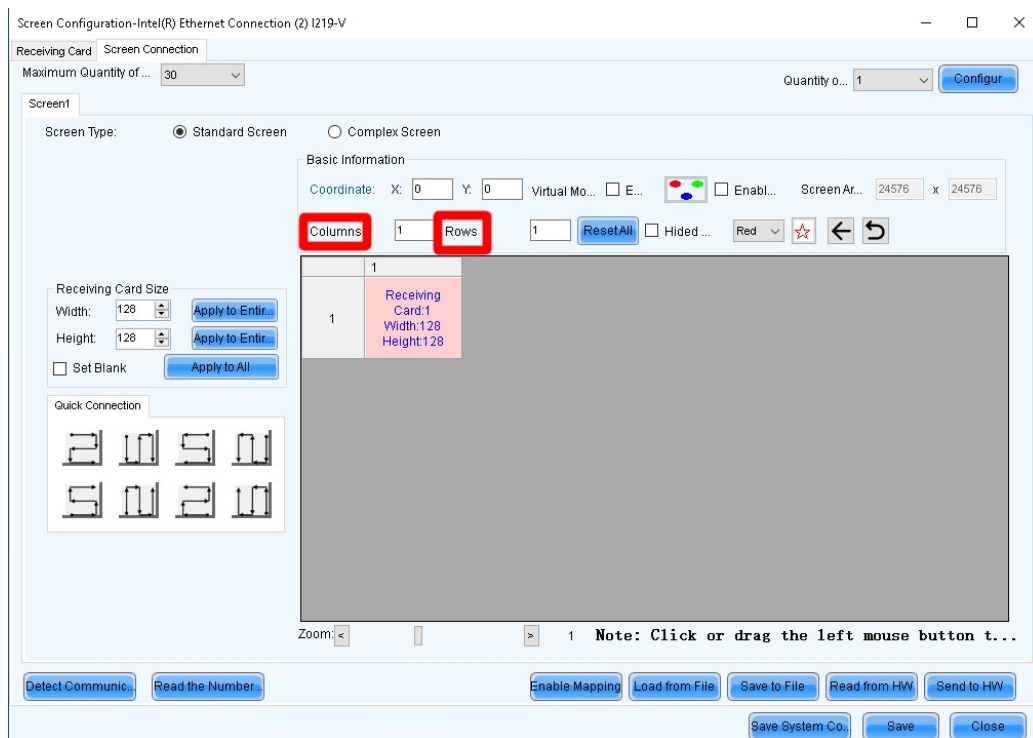 Screen Configuration-Intel(R) Ethernet Connection (2) I219-V
Receiving Card Screen Connection
Maximum Quantity of ... 30
Quantity o... 1 Configur
Screen1
Screen Type: Standard Screen Complex Screen
Basic Information
Coordinate: X: 0 Y: 0 Virtual Mo... E... Enabl... Screen Ar... 24576 x 24576
Columns 1 Rows 1 Reset All Hided ... Red
1
Receiving Card Size
Width: 128 Apply to Entir...
Height: 128 Apply to Entir...
Set Blank Apply to All
1
Receiving
Card:1
Width:128
Height:128
Quick Connection
Zoom: < > 1 Note: Click or drag the left mouse button t...
Detect Communic... Read the Number .. Enable Mapping Load from File Save to File Read from HW Send to HW
Save System Co.. Save Close